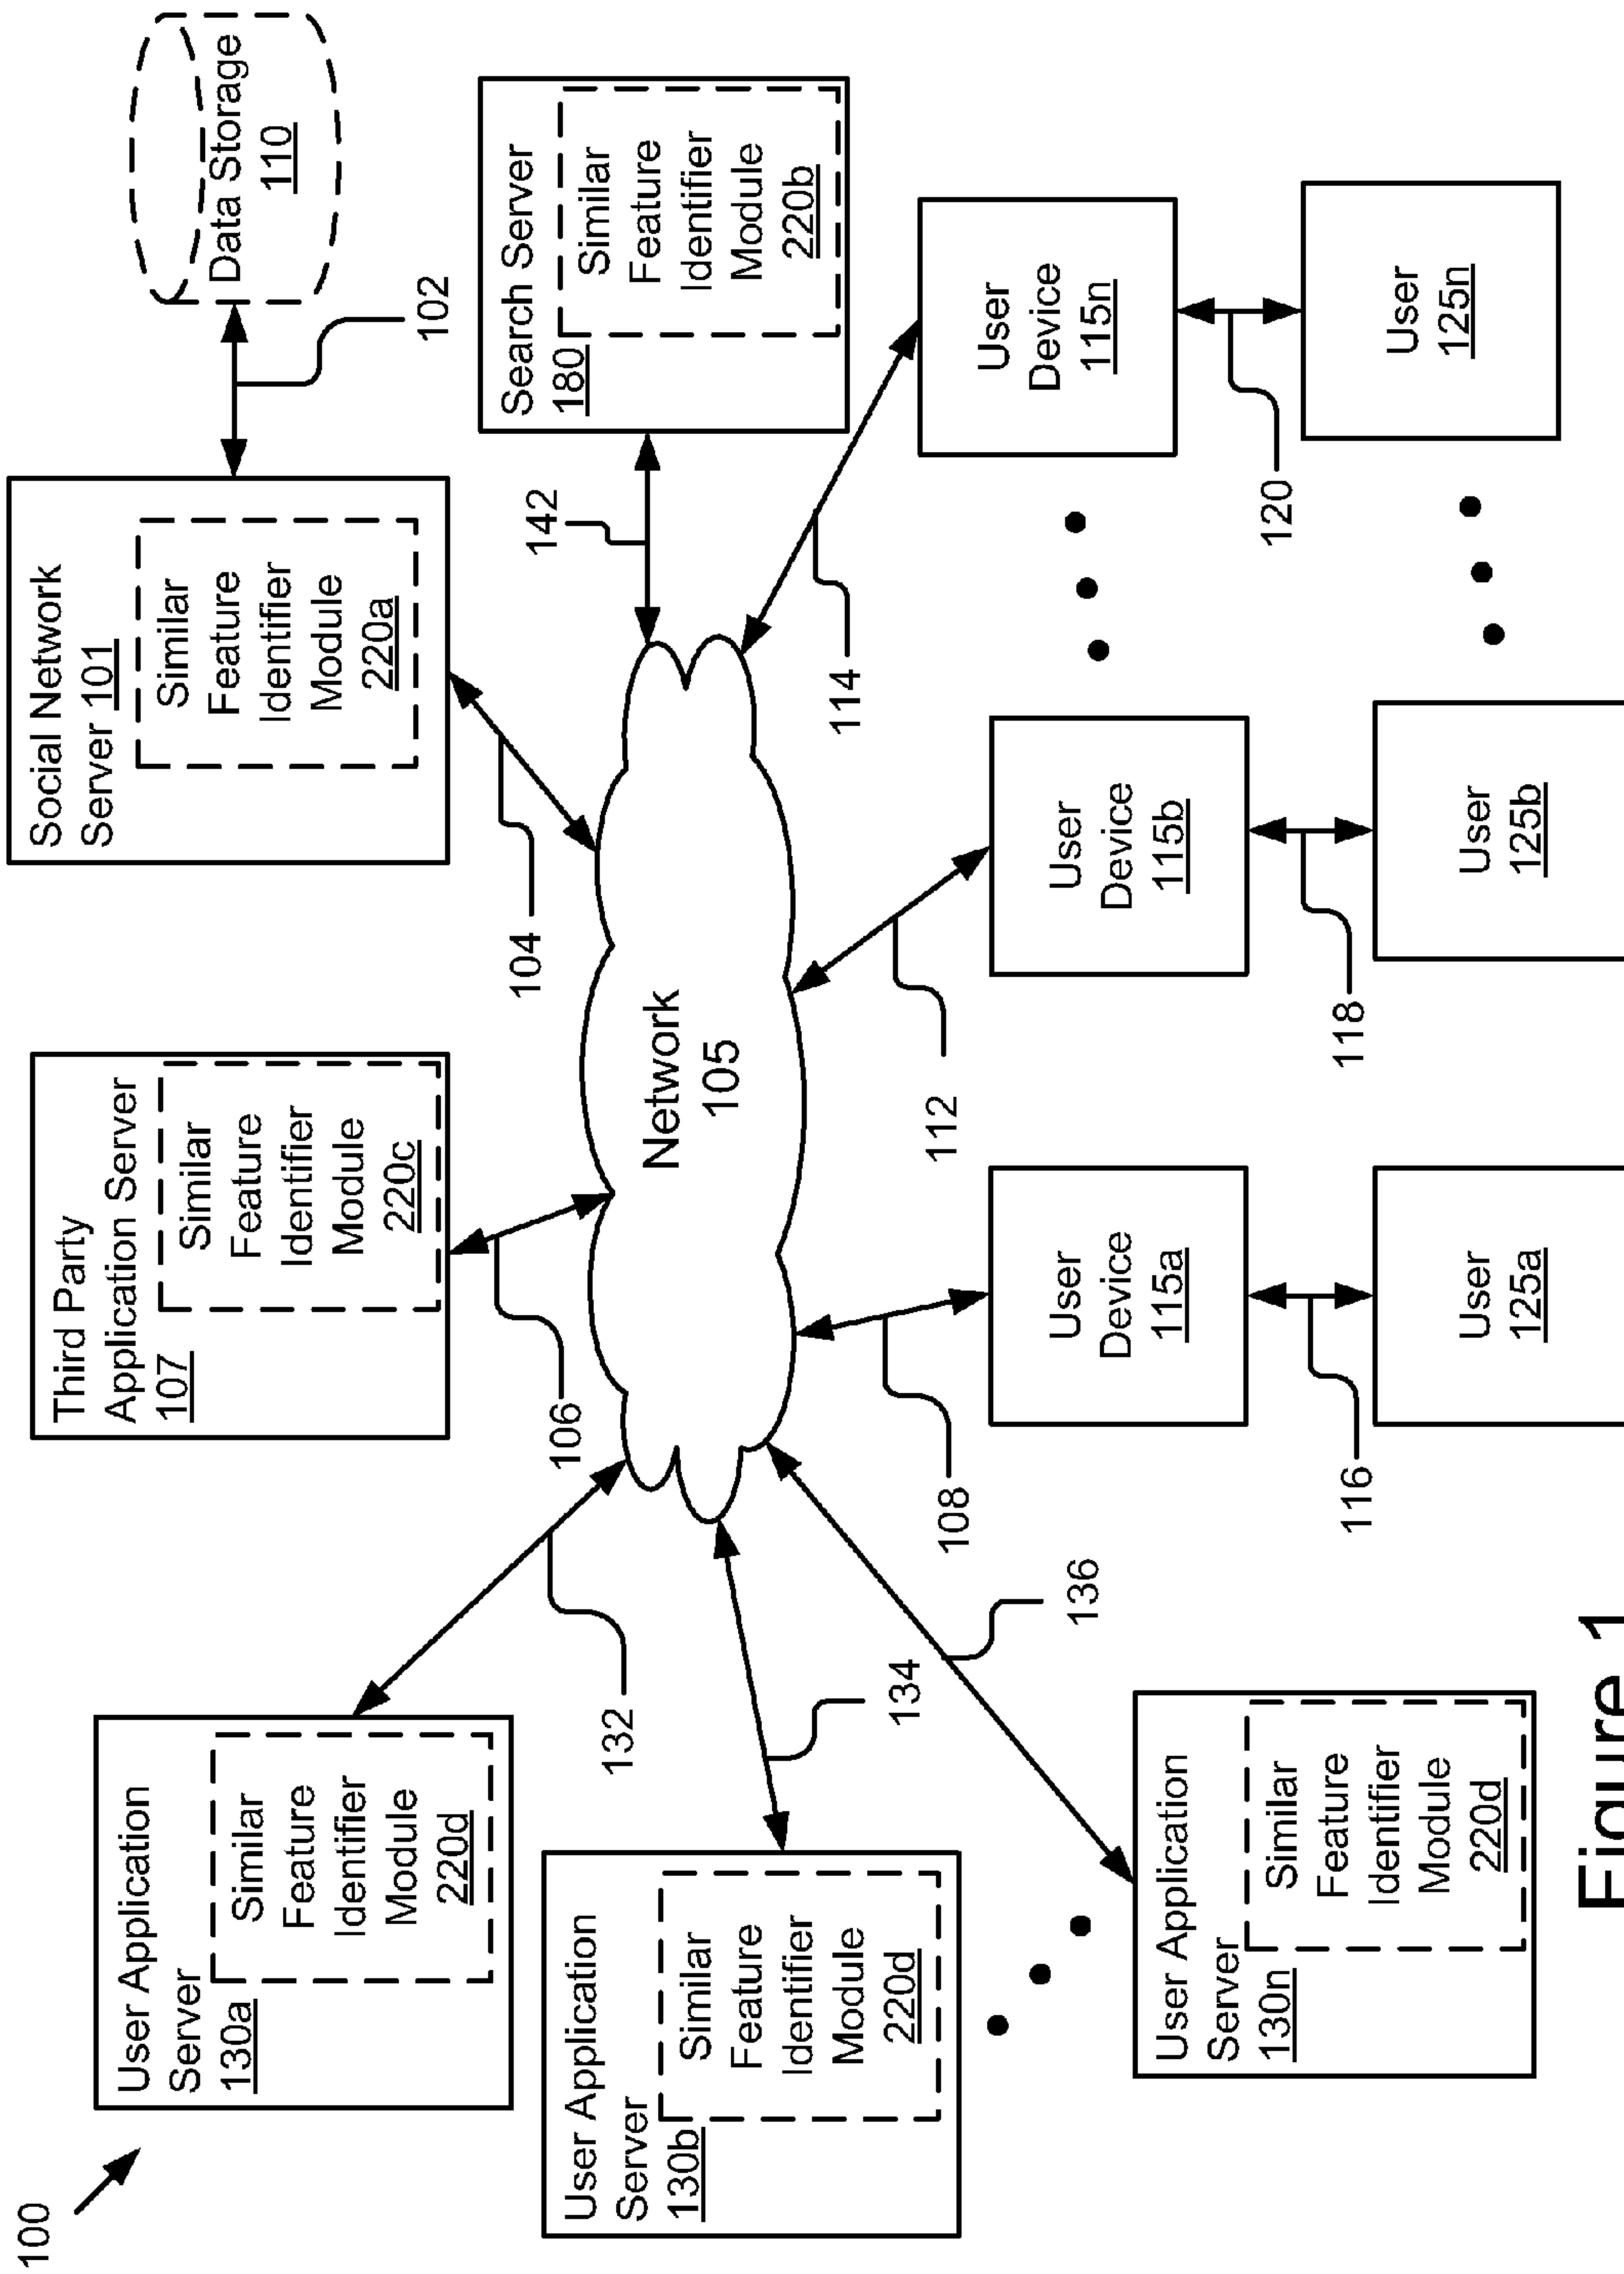 100
User Application
Server
130a
Similar
Feature
Identifier
Module
220d
Third Party
Application Server
107
Similar
Feature
Identifier
Module
220c
Social Network
Server 101
Similar
Feature
Identifier
Module
220a
Data Storage
110
102
User Application
Server
130b
Similar
Feature
Identifier
Module
220d
132
106
104
142
Search Server
180
Similar
Feature
Identifier
Module
220b
Network
105
134
136
108
112
114
User Application
Server
130n
Similar
Feature
Identifier
Module
220d
User
Device
115a
User
Device
115b
User
Device
115n
116
118
120
User
125a
User
125b
User
125n
Figure 1